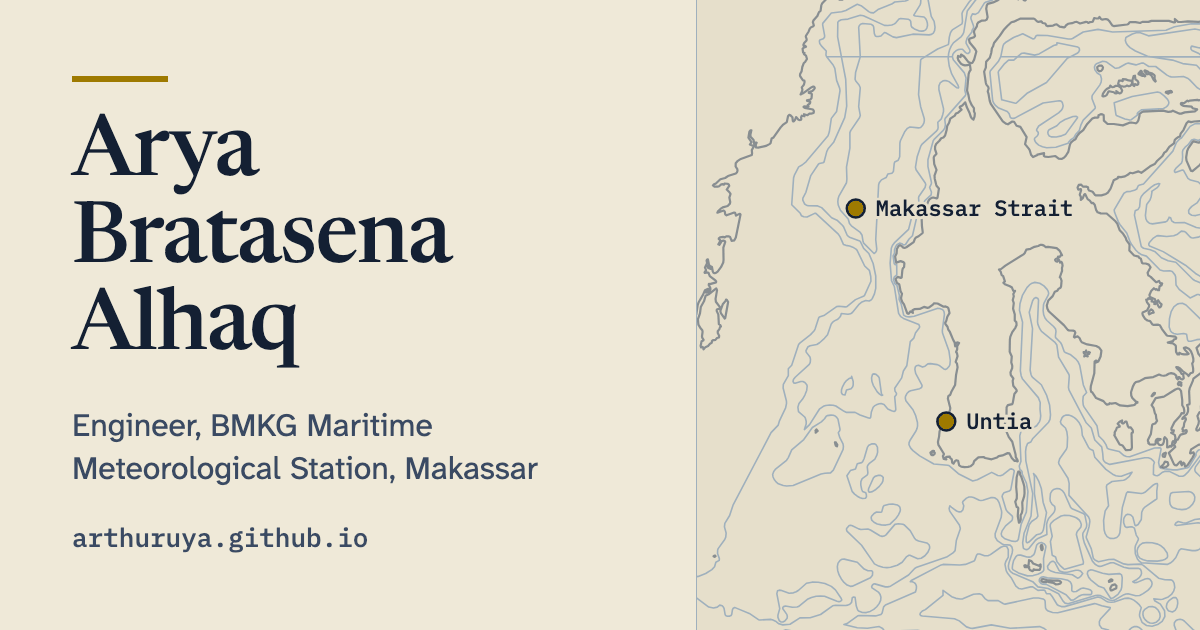 Arya
Bratasena
Alhaq
Engineer, BMKG Maritime
Meteorological Station, Makassar
arthuruya.github.io
Makassar Strait
Untia